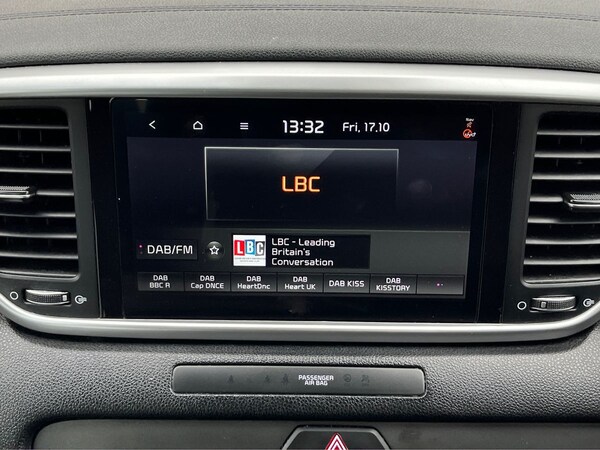 13:32 Fri, 17.10
LBC
DAB/FM
LBC
LBC - Leading
Britain's
Conversation
DAB
BBC R
DAB
Cap DNCE
DAB
HeartDnc
DAB
Heart UK
DAB KISS
DAB
KISSTORY
PASSENGER
AIR BAG